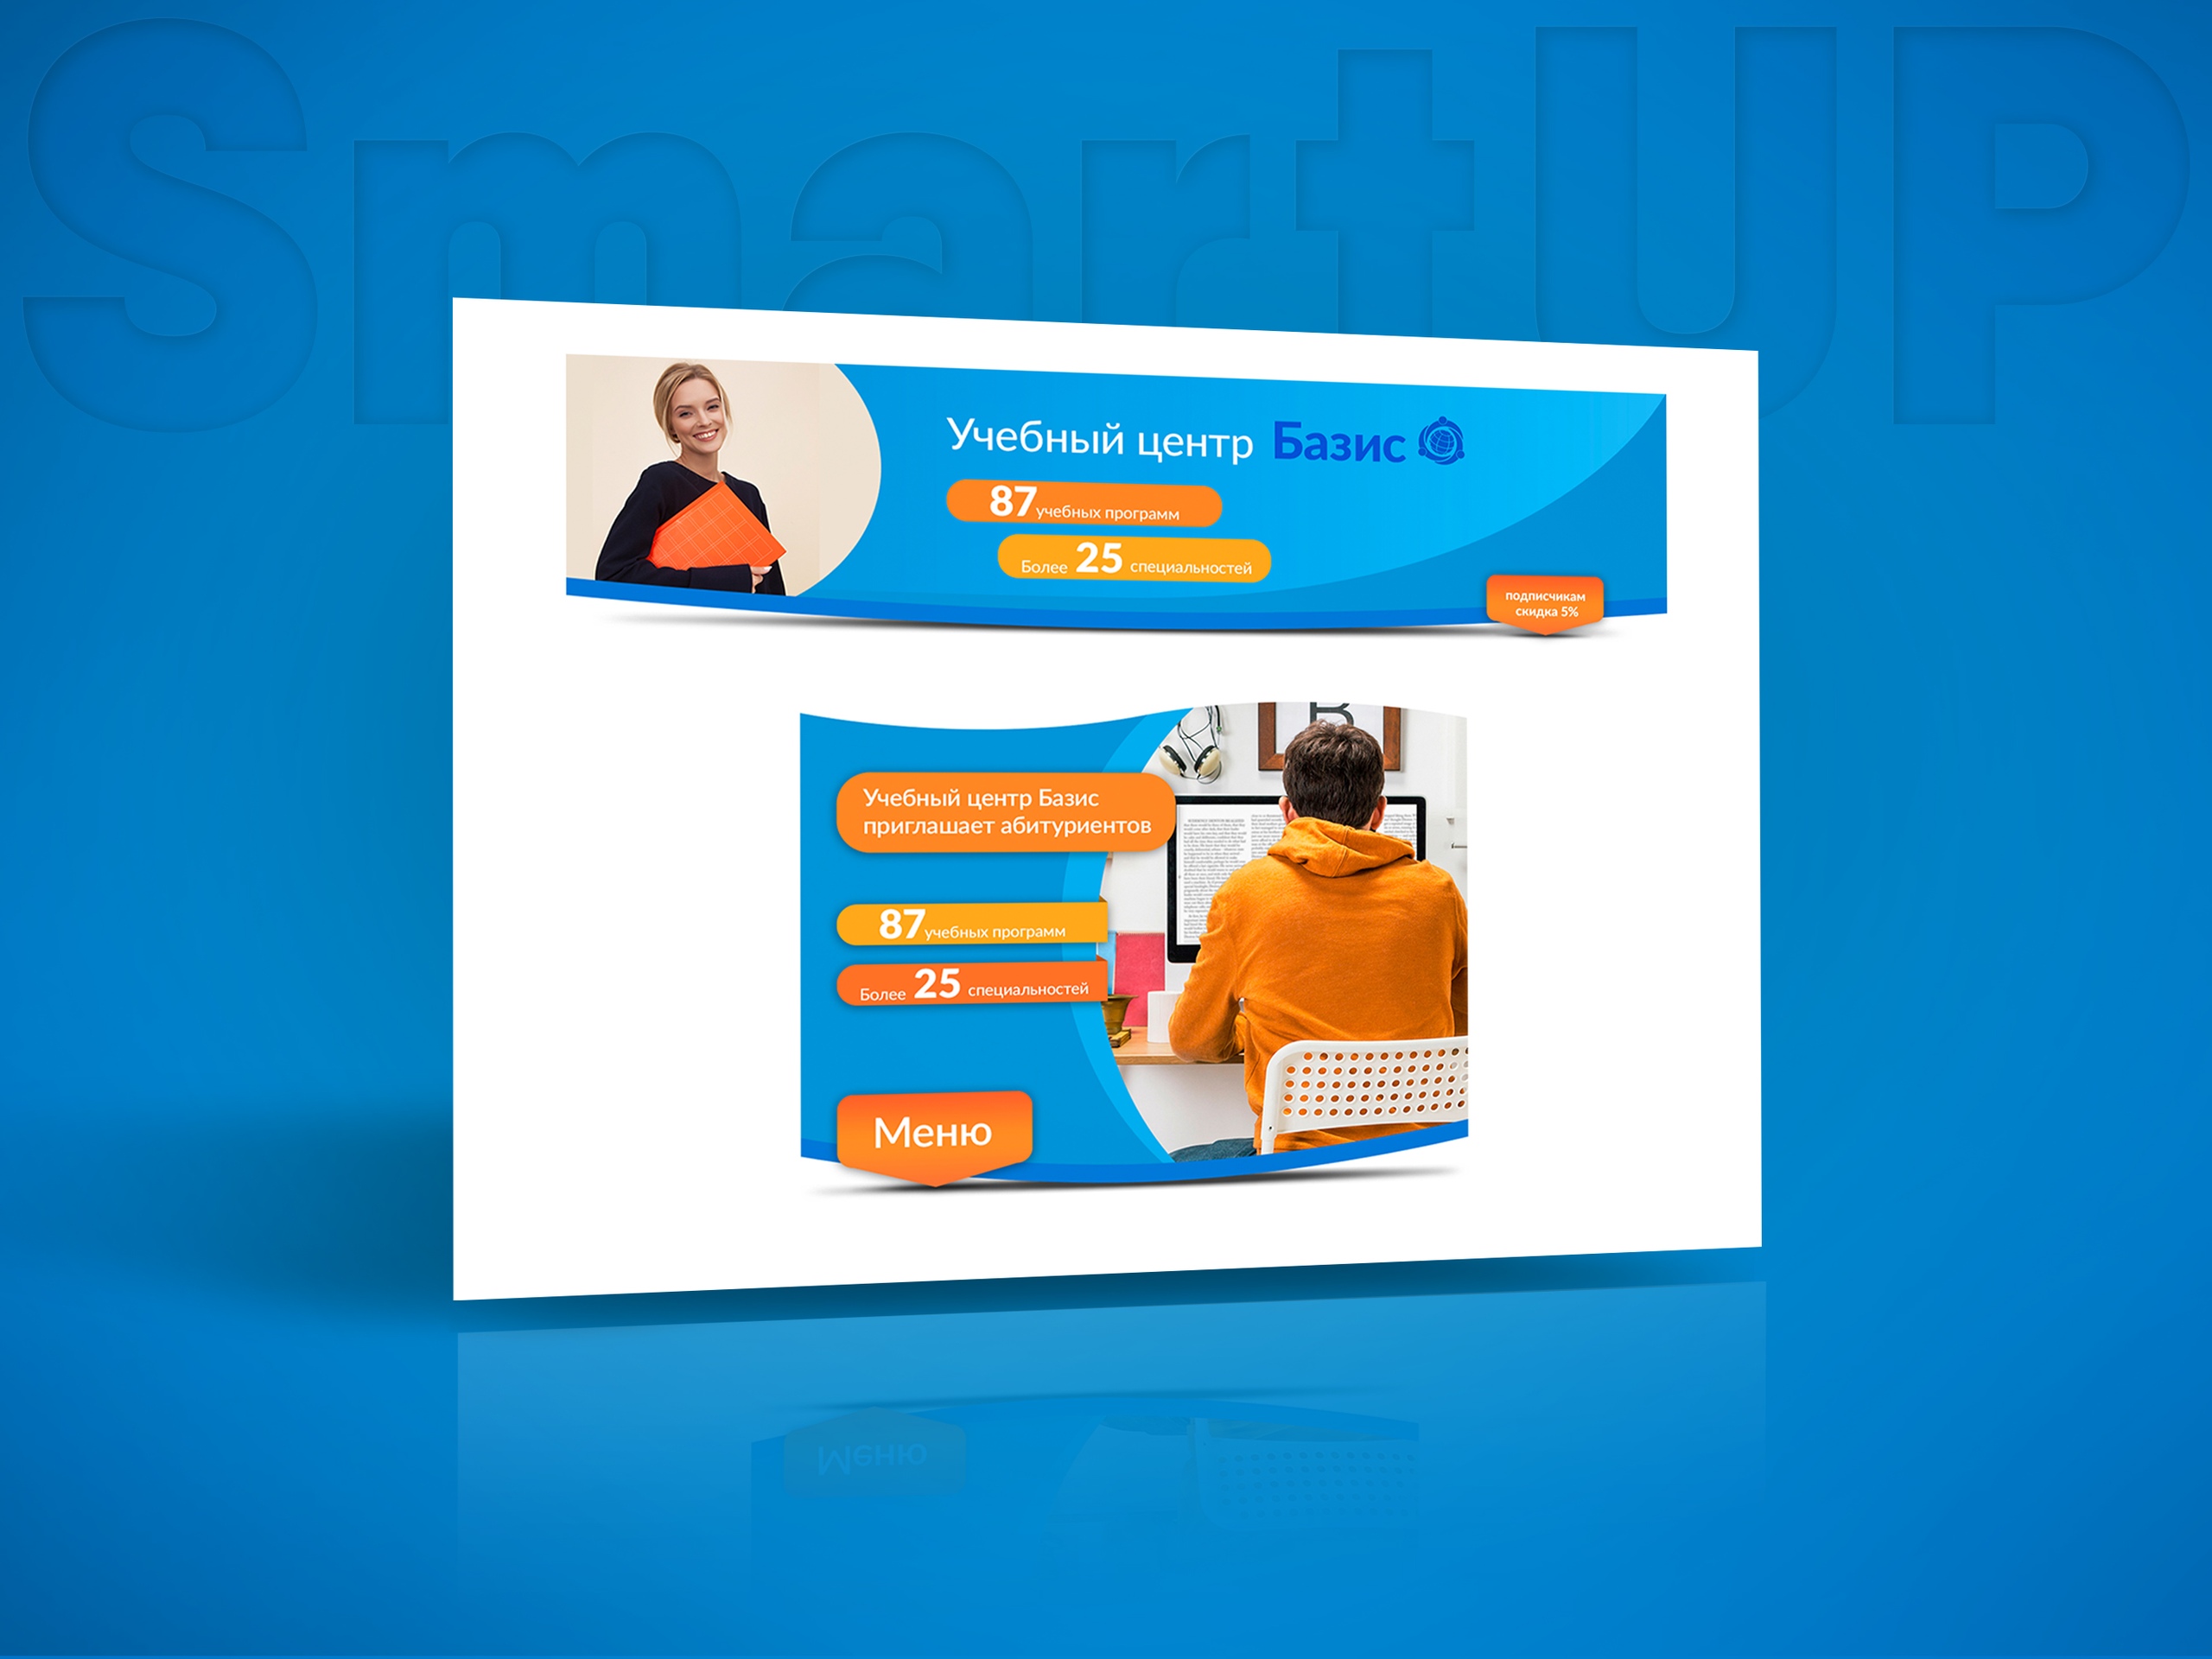 SmartUP
Учебный центр Базис
87 учебных программ
Более 25 специальностей
подписчикам
скидка 5%
Учебный центр Базис
приглашает абитуриентов
87 учебных программ
Более 25 специальностей
Меню
Меню